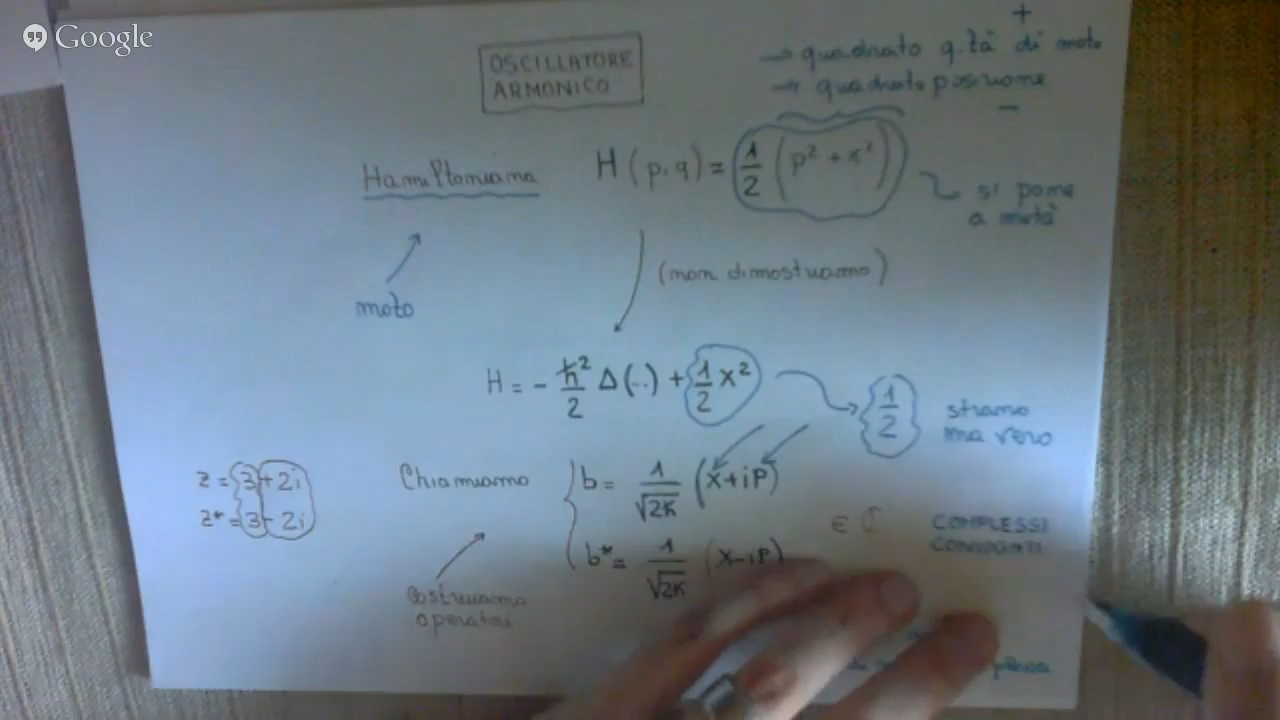 Google
OSCILLATORE
ARMONICO
+
→ quadrato q.tà di moto
→ quadrato posizione
−
Hamiltoniana
H(p,q) = 1/2 (p² + x²)
si pone
a metà
moto
(non dimostriamo)
H = - ħ²/2 Δ(..) + 1/2 x²
1/2
strano
ma vero
z = 3 + 2i
z* = 3 - 2i
Chiamiamo
b = 1/√2ħ (x+iP)
b* = 1/√2ħ (x-iP)
∈ ℂ
COMPLESSI
CONIUGATI
Costruiamo
operatori